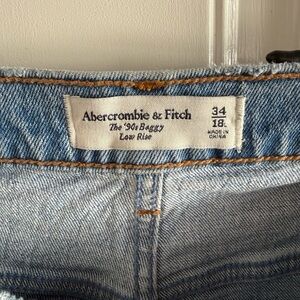 Abercrombie & Fitch
The '90s Baggy
Low Rise
34
18
MADE IN
CHINA